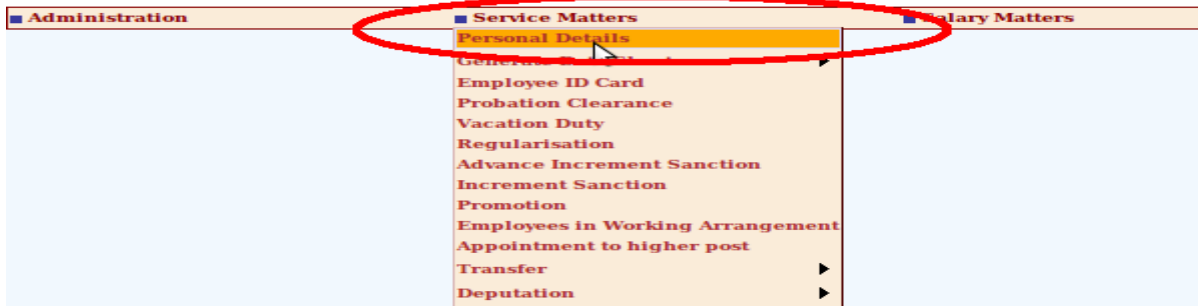 Administration Service Matters Salary Matters
Personal Details
Generate
Employee ID Card
Probation Clearance
Vacation Duty
Regularisation
Advance Increment Sanction
Increment Sanction
Promotion
Employees in Working Arrangement
Appointment to higher post
Transfer
Deputation